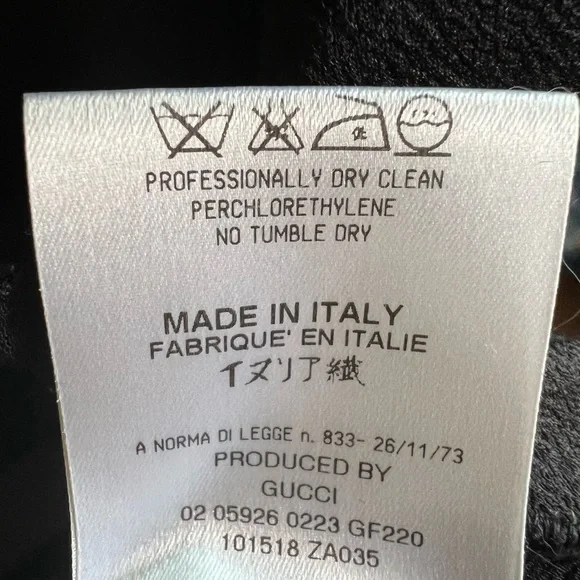 PROFESSIONALLY DRY CLEAN
PERCHLORETHYLENE
NO TUMBLE DRY
MADE IN ITALY
FABRIQUE' EN ITALIE
イヌリア繊
A NORMA DI LEGGE n. 833- 26/11/73
PRODUCED BY
GUCCI
02 05926 0223 GF220
101518 ZA035